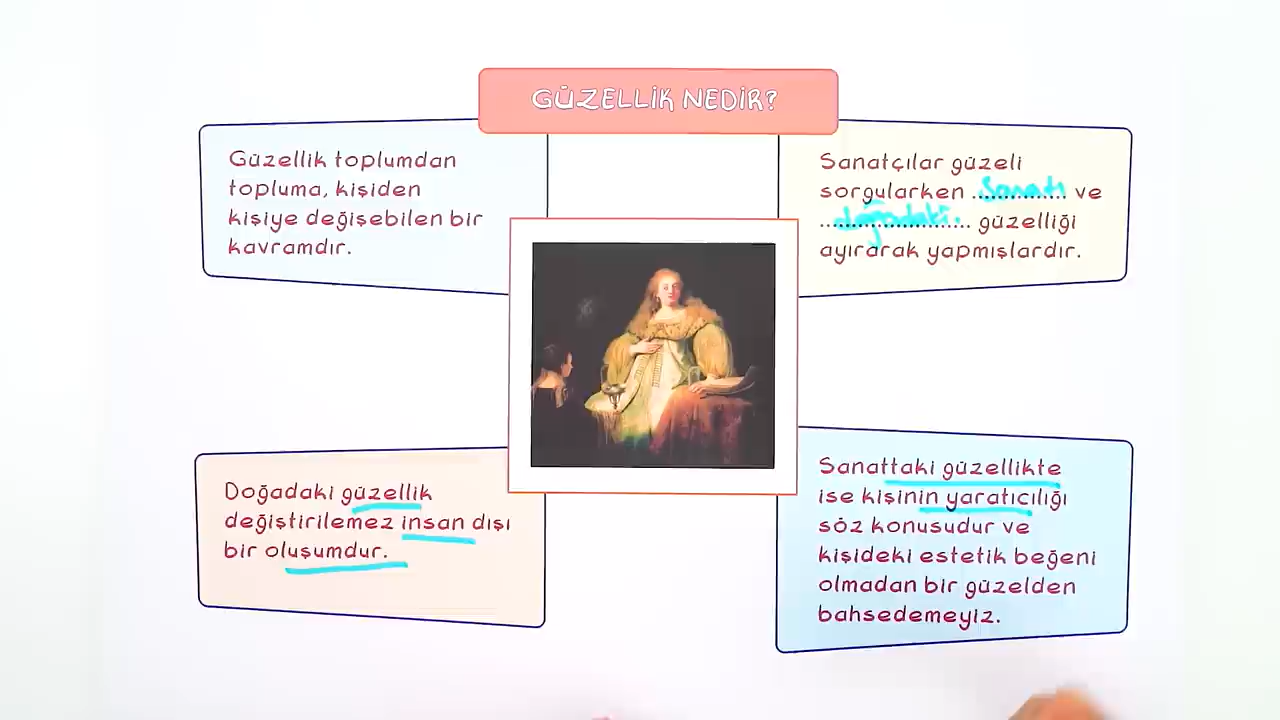 GÜZELLİK NEDİR?
Güzellik toplumdan
topluma, kişiden
kişiye değişebilen bir
kavramdır.
Sanatçılar güzeli
sorgularken ..sanatı.. ve
..doğadaki.. güzelliği
ayırarak yapmışlardır.
Doğadaki güzellik
değiştirilemez insan dışı
bir oluşumdur.
Sanattaki güzellikte
ise kişinin yaratıcılığı
söz konusudur ve
kişideki estetik beğeni
olmadan bir güzelden
bahsedemeyiz.